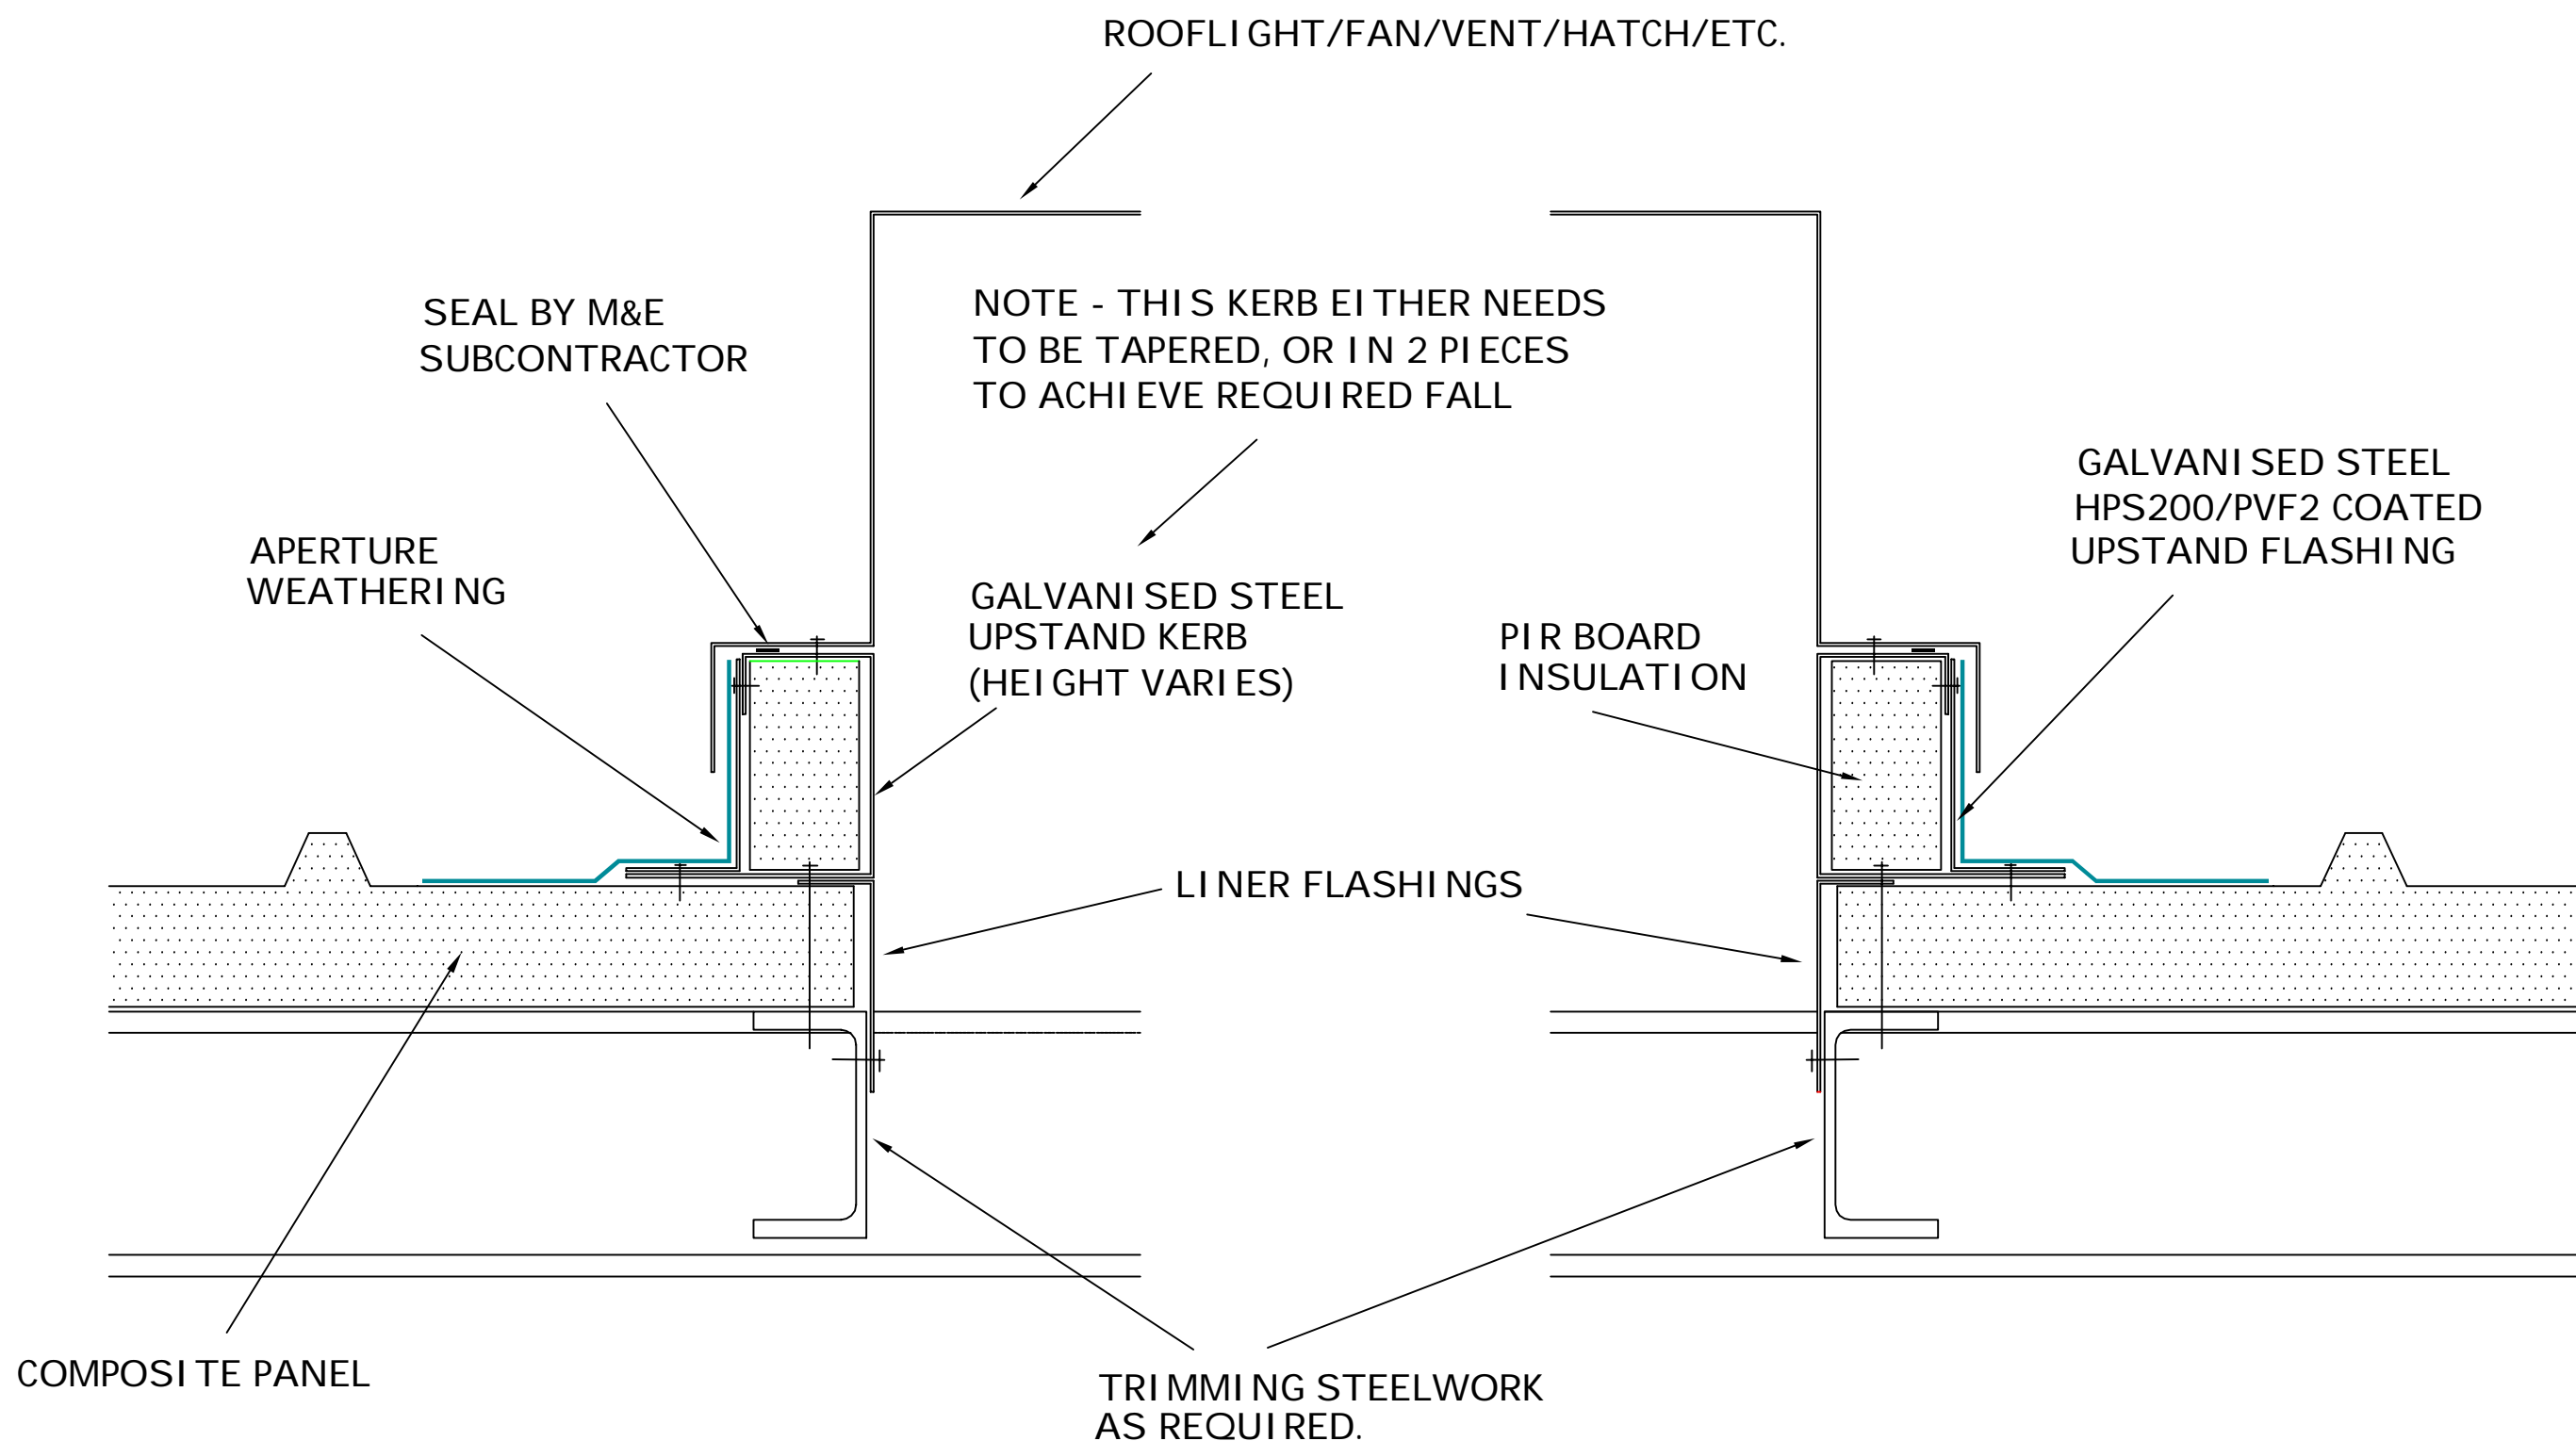 ROOFLIGHT/FAN/VENT/HATCH/ETC.
SEAL BY M&E
SUBCONTRACTOR
NOTE - THIS KERB EITHER NEEDS
TO BE TAPERED, OR IN 2 PIECES
TO ACHIEVE REQUIRED FALL
GALVANISED STEEL
HPS200/PVF2 COATED
UPSTAND FLASHING
APERTURE
WEATHERING
GALVANISED STEEL
UPSTAND KERB
(HEIGHT VARIES)
PIR BOARD
INSULATION
LINER FLASHINGS
COMPOSITE PANEL
TRIMMING STEELWORK
AS REQUIRED.